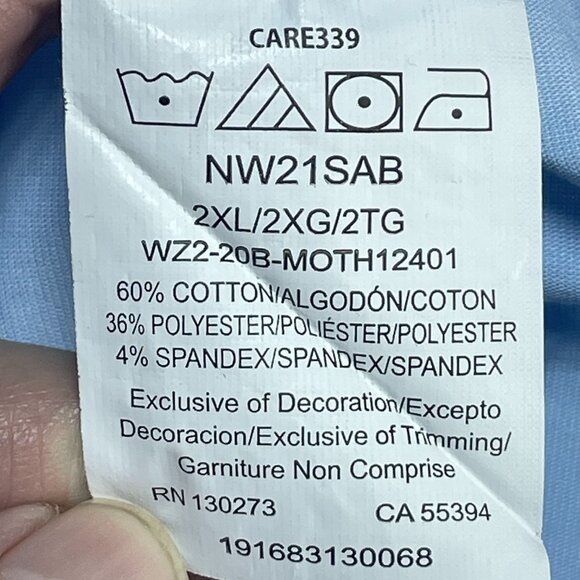 CARE339
NW21SAB
2XL/2XG/2TG
WZ2-20B-MOTH12401
60% COTTON/ALGODÓN/COTON
36% POLYESTER/POLIÉSTER/POLYESTER
4% SPANDEX/SPANDEX/SPANDEX
Exclusive of Decoration/Excepto
Decoracion/Exclusive of Trimming/
Garniture Non Comprise
RN 130273 CA 55394
191683130068